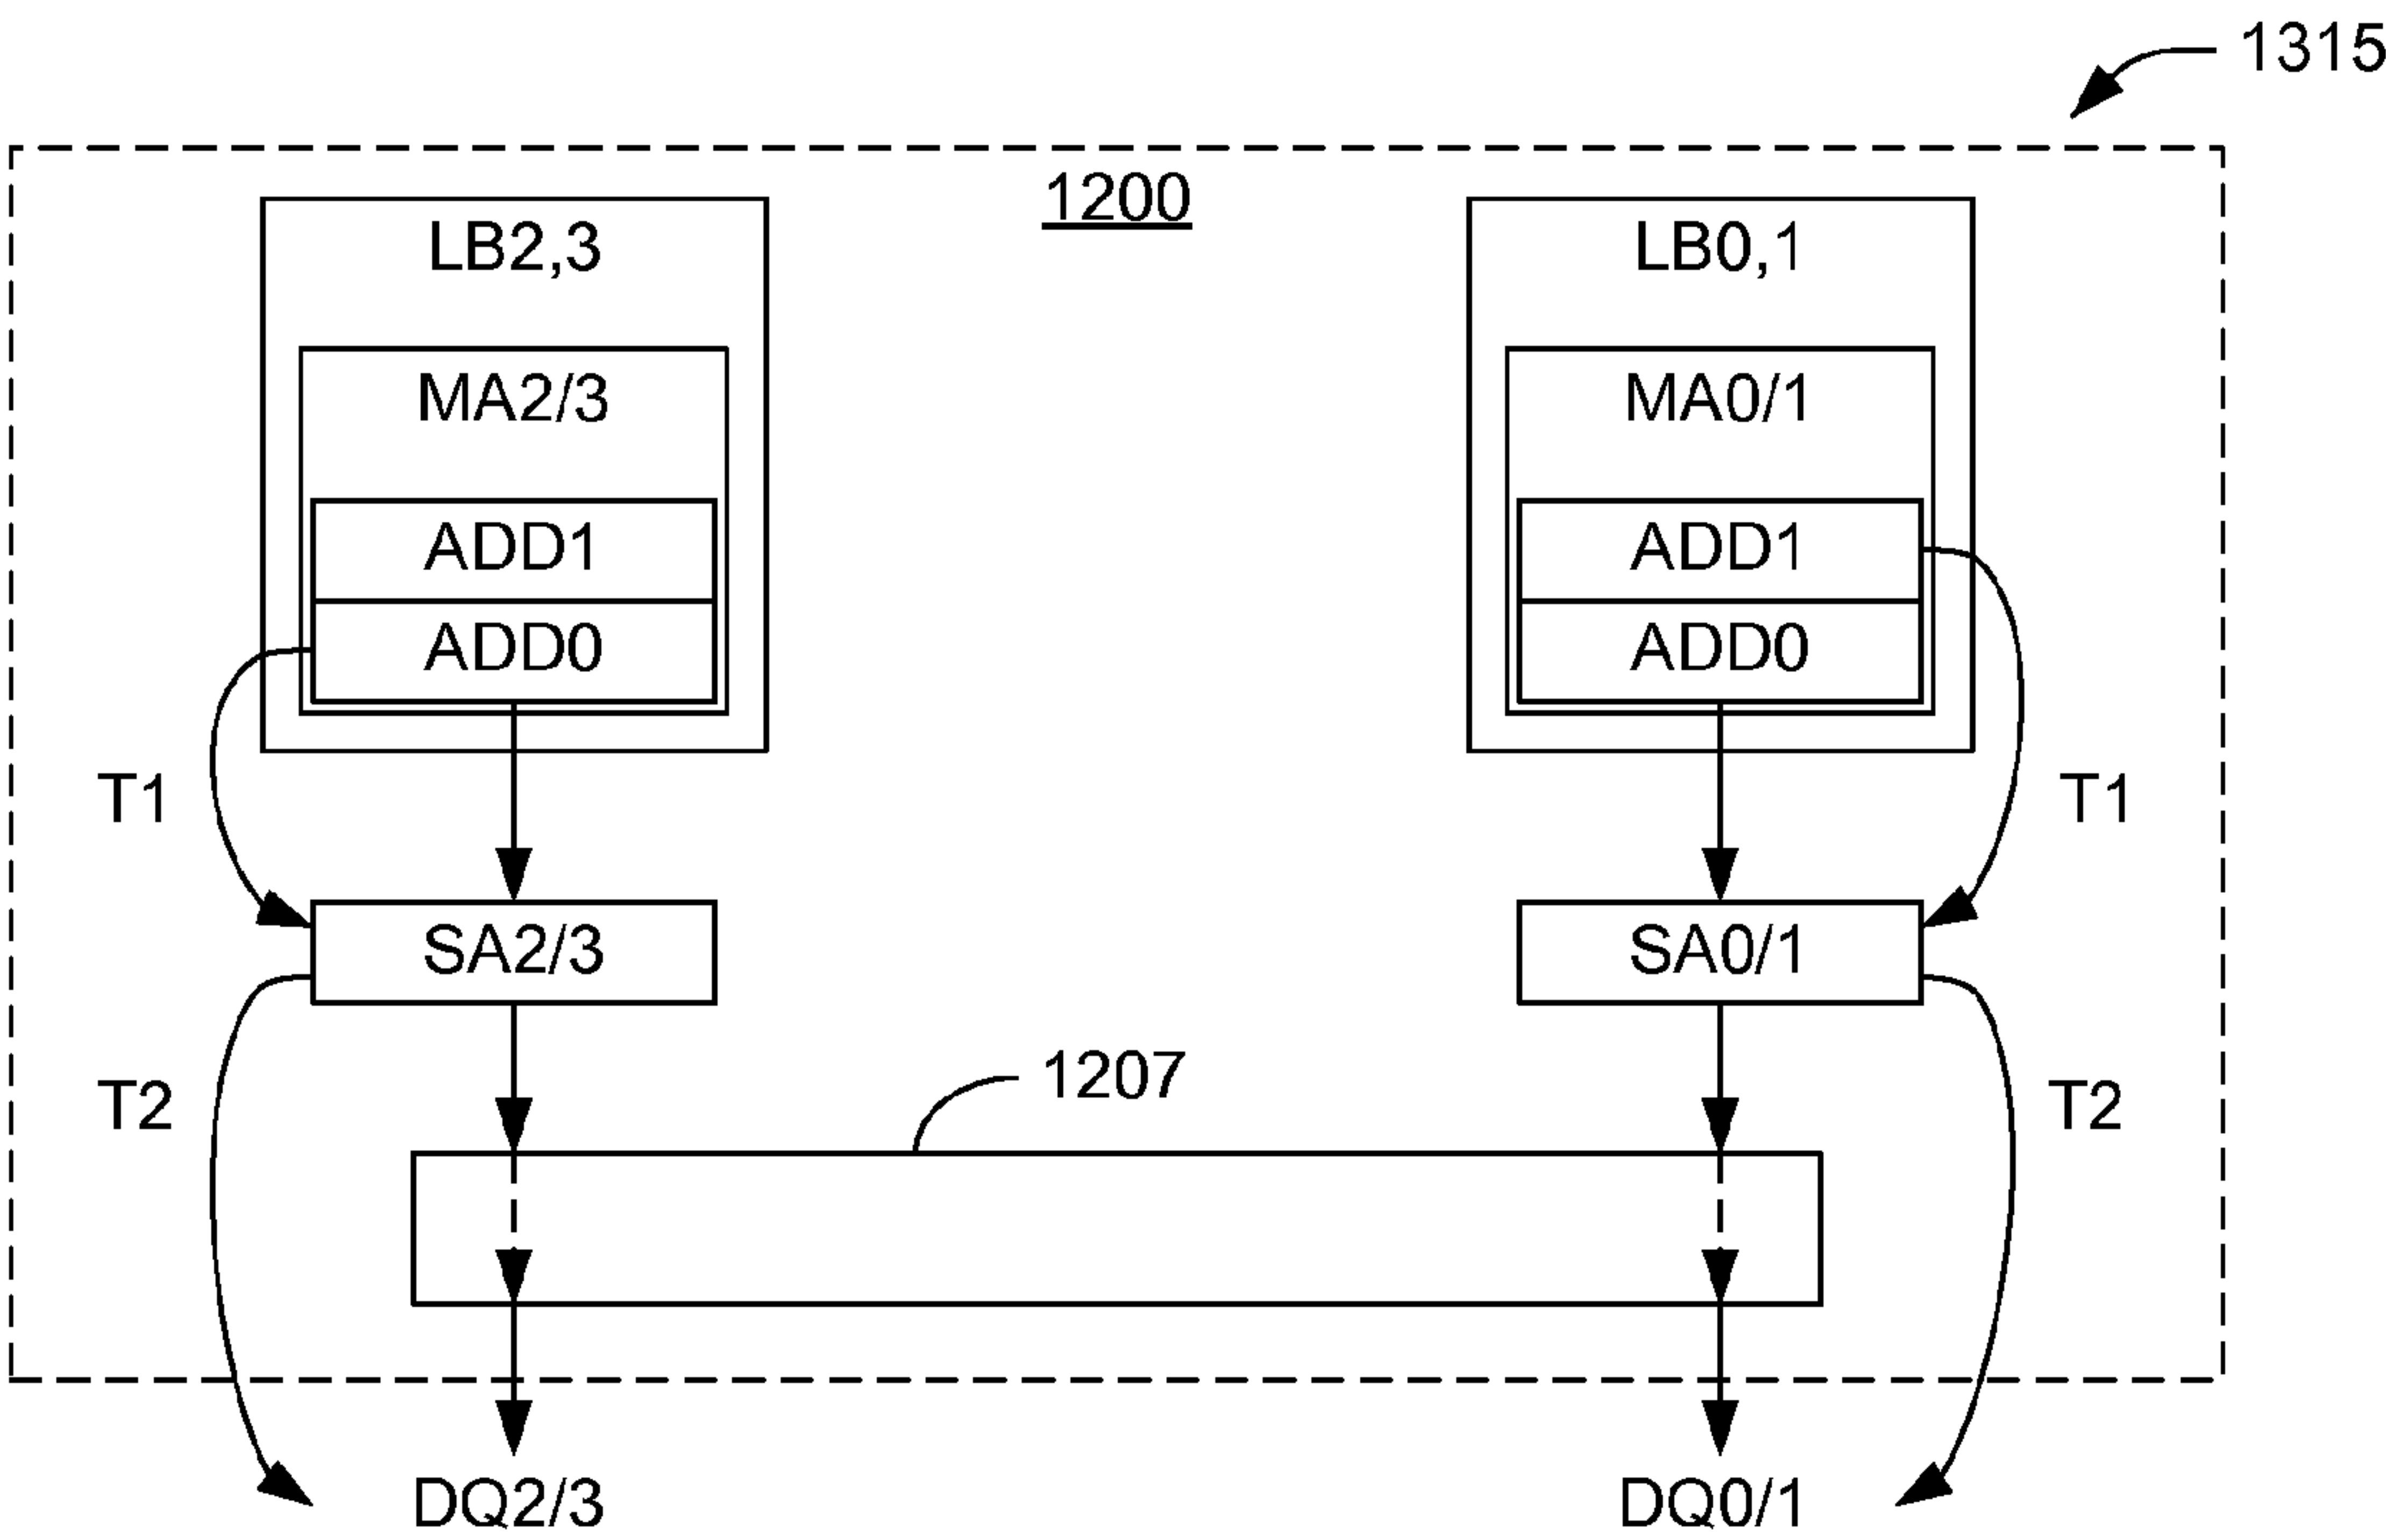 1315
1200
LB2,3
LB0,1
MA2/3
MA0/1
ADD1
ADD1
ADD0
ADD0
T1
T1
SA2/3
SA0/1
1207
T2
T2
DQ2/3
DQ0/1